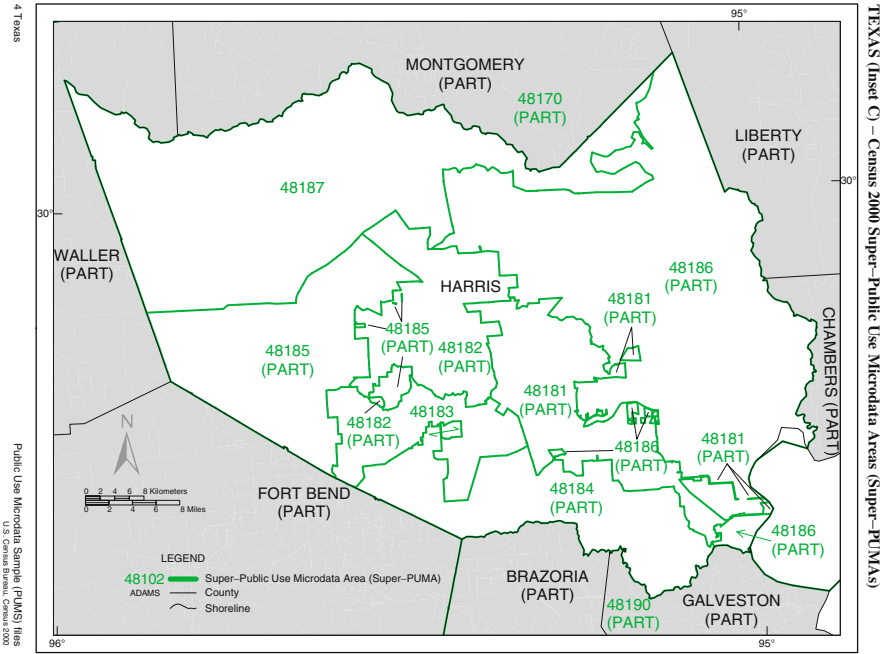 TEXAS (Inset C) – Census 2000 Super–Public Use Microdata Areas (Super–PUMAs)
4 Texas
95°
MONTGOMERY
(PART)
48170
(PART)
LIBERTY
(PART)
30°
48187
30°
WALLER
(PART)
48186
(PART)
HARRIS
48181
(PART)
CHAMBERS (PART)
48185
(PART)
48185
(PART)
48182
(PART)
48181
(PART)
48182
(PART)
48183
48186
(PART)
48181
(PART)
N
0 2 4 6 8 Kilometers
0 2 4 6 8 Miles
FORT BEND
(PART)
48184
(PART)
48186
(PART)
LEGEND
48102 Super–Public Use Microdata Area (Super–PUMA)
ADAMS County
Shoreline
BRAZORIA
(PART)
48190
(PART)
GALVESTON
(PART)
96°
95°
Public Use Microdata Sample (PUMS) files
U.S. Census Bureau, Census 2000